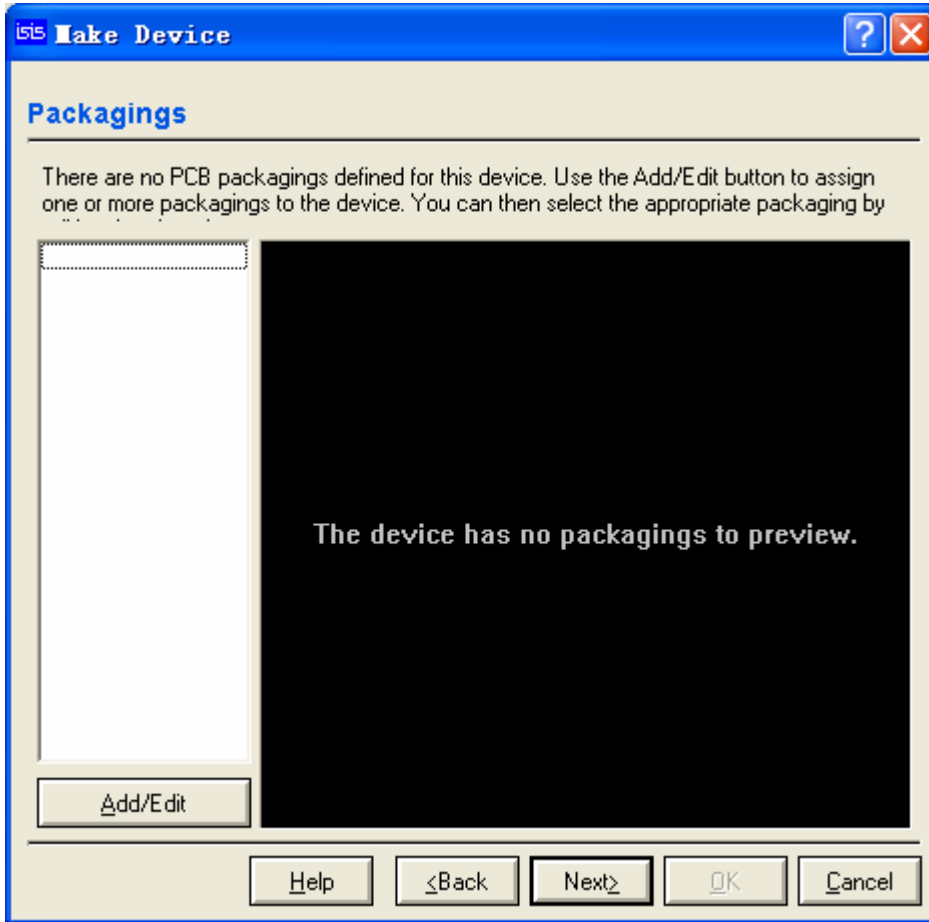 isis Make Device
Packagings
There are no PCB packagings defined for this device. Use the Add/Edit button to assign
one or more packagings to the device. You can then select the appropriate packaging by
The device has no packagings to preview.
Add/Edit
Help
<Back
Next>
OK
Cancel